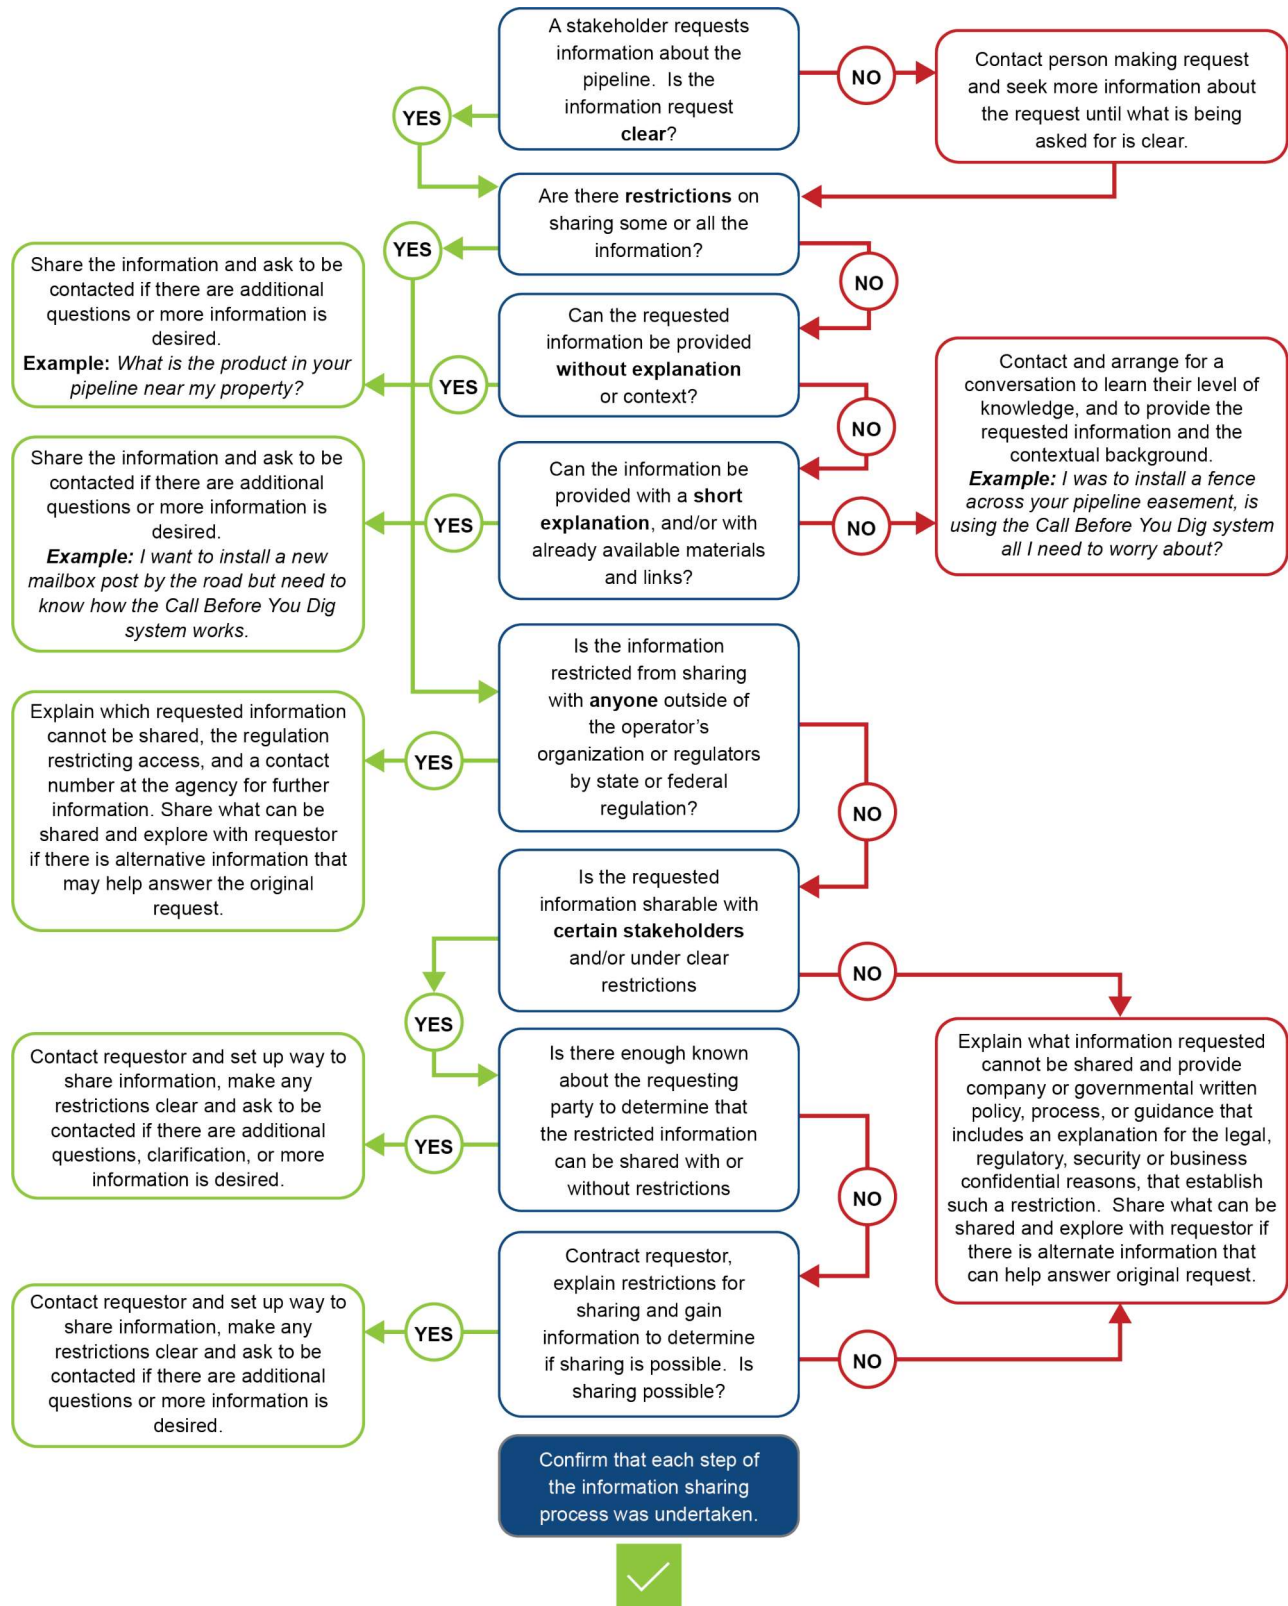 A stakeholder requests
information about the
pipeline.  Is the
information request
clear?
NO
Contact person making request
and seek more information about
the request until what is being
asked for is clear.
YES
Are there restrictions on
sharing some or all the
information?
YES
NO
Share the information and ask to be
contacted if there are additional
questions or more information is
desired.
Example: What is the product in your
pipeline near my property?
Can the requested
information be provided
without explanation
or context?
YES
NO
Contact and arrange for a
conversation to learn their level of
knowledge, and to provide the
requested information and the
contextual background.
Example: I was to install a fence
across your pipeline easement, is
using the Call Before You Dig system
all I need to worry about?
Share the information and ask to be
contacted if there are additional
questions or more information is
desired.
Example: I want to install a new
mailbox post by the road but need to
know how the Call Before You Dig
system works.
YES
Can the information be
provided with a short
explanation, and/or with
already available materials
and links?
NO
Is the information
restricted from sharing
with anyone outside of
the operator's
organization or regulators
by state or federal
regulation?
Explain which requested information
cannot be shared, the regulation
restricting access, and a contact
number at the agency for further
information. Share what can be
shared and explore with requestor
if there is alternative information that
may help answer the original
request.
YES
NO
Is the requested
information sharable with
certain stakeholders
and/or under clear
restrictions
NO
YES
Explain what information requested
cannot be shared and provide
company or governmental written
policy, process, or guidance that
includes an explanation for the legal,
regulatory, security or business
confidential reasons, that establish
such a restriction.  Share what can be
shared and explore with requestor if
there is alternate information that
can help answer original request.
Contact requestor and set up way to
share information, make any
restrictions clear and ask to be
contacted if there are additional
questions, clarification, or more
information is desired.
YES
Is there enough known
about the requesting
party to determine that
the restricted information
can be shared with or
without restrictions
NO
Contract requestor,
explain restrictions for
sharing and gain
information to determine
if sharing is possible.  Is
sharing possible?
Contact requestor and set up way to
share information, make any
restrictions clear and ask to be
contacted if there are additional
questions or more information is
desired.
YES
NO
Confirm that each step of
the information sharing
process was undertaken.